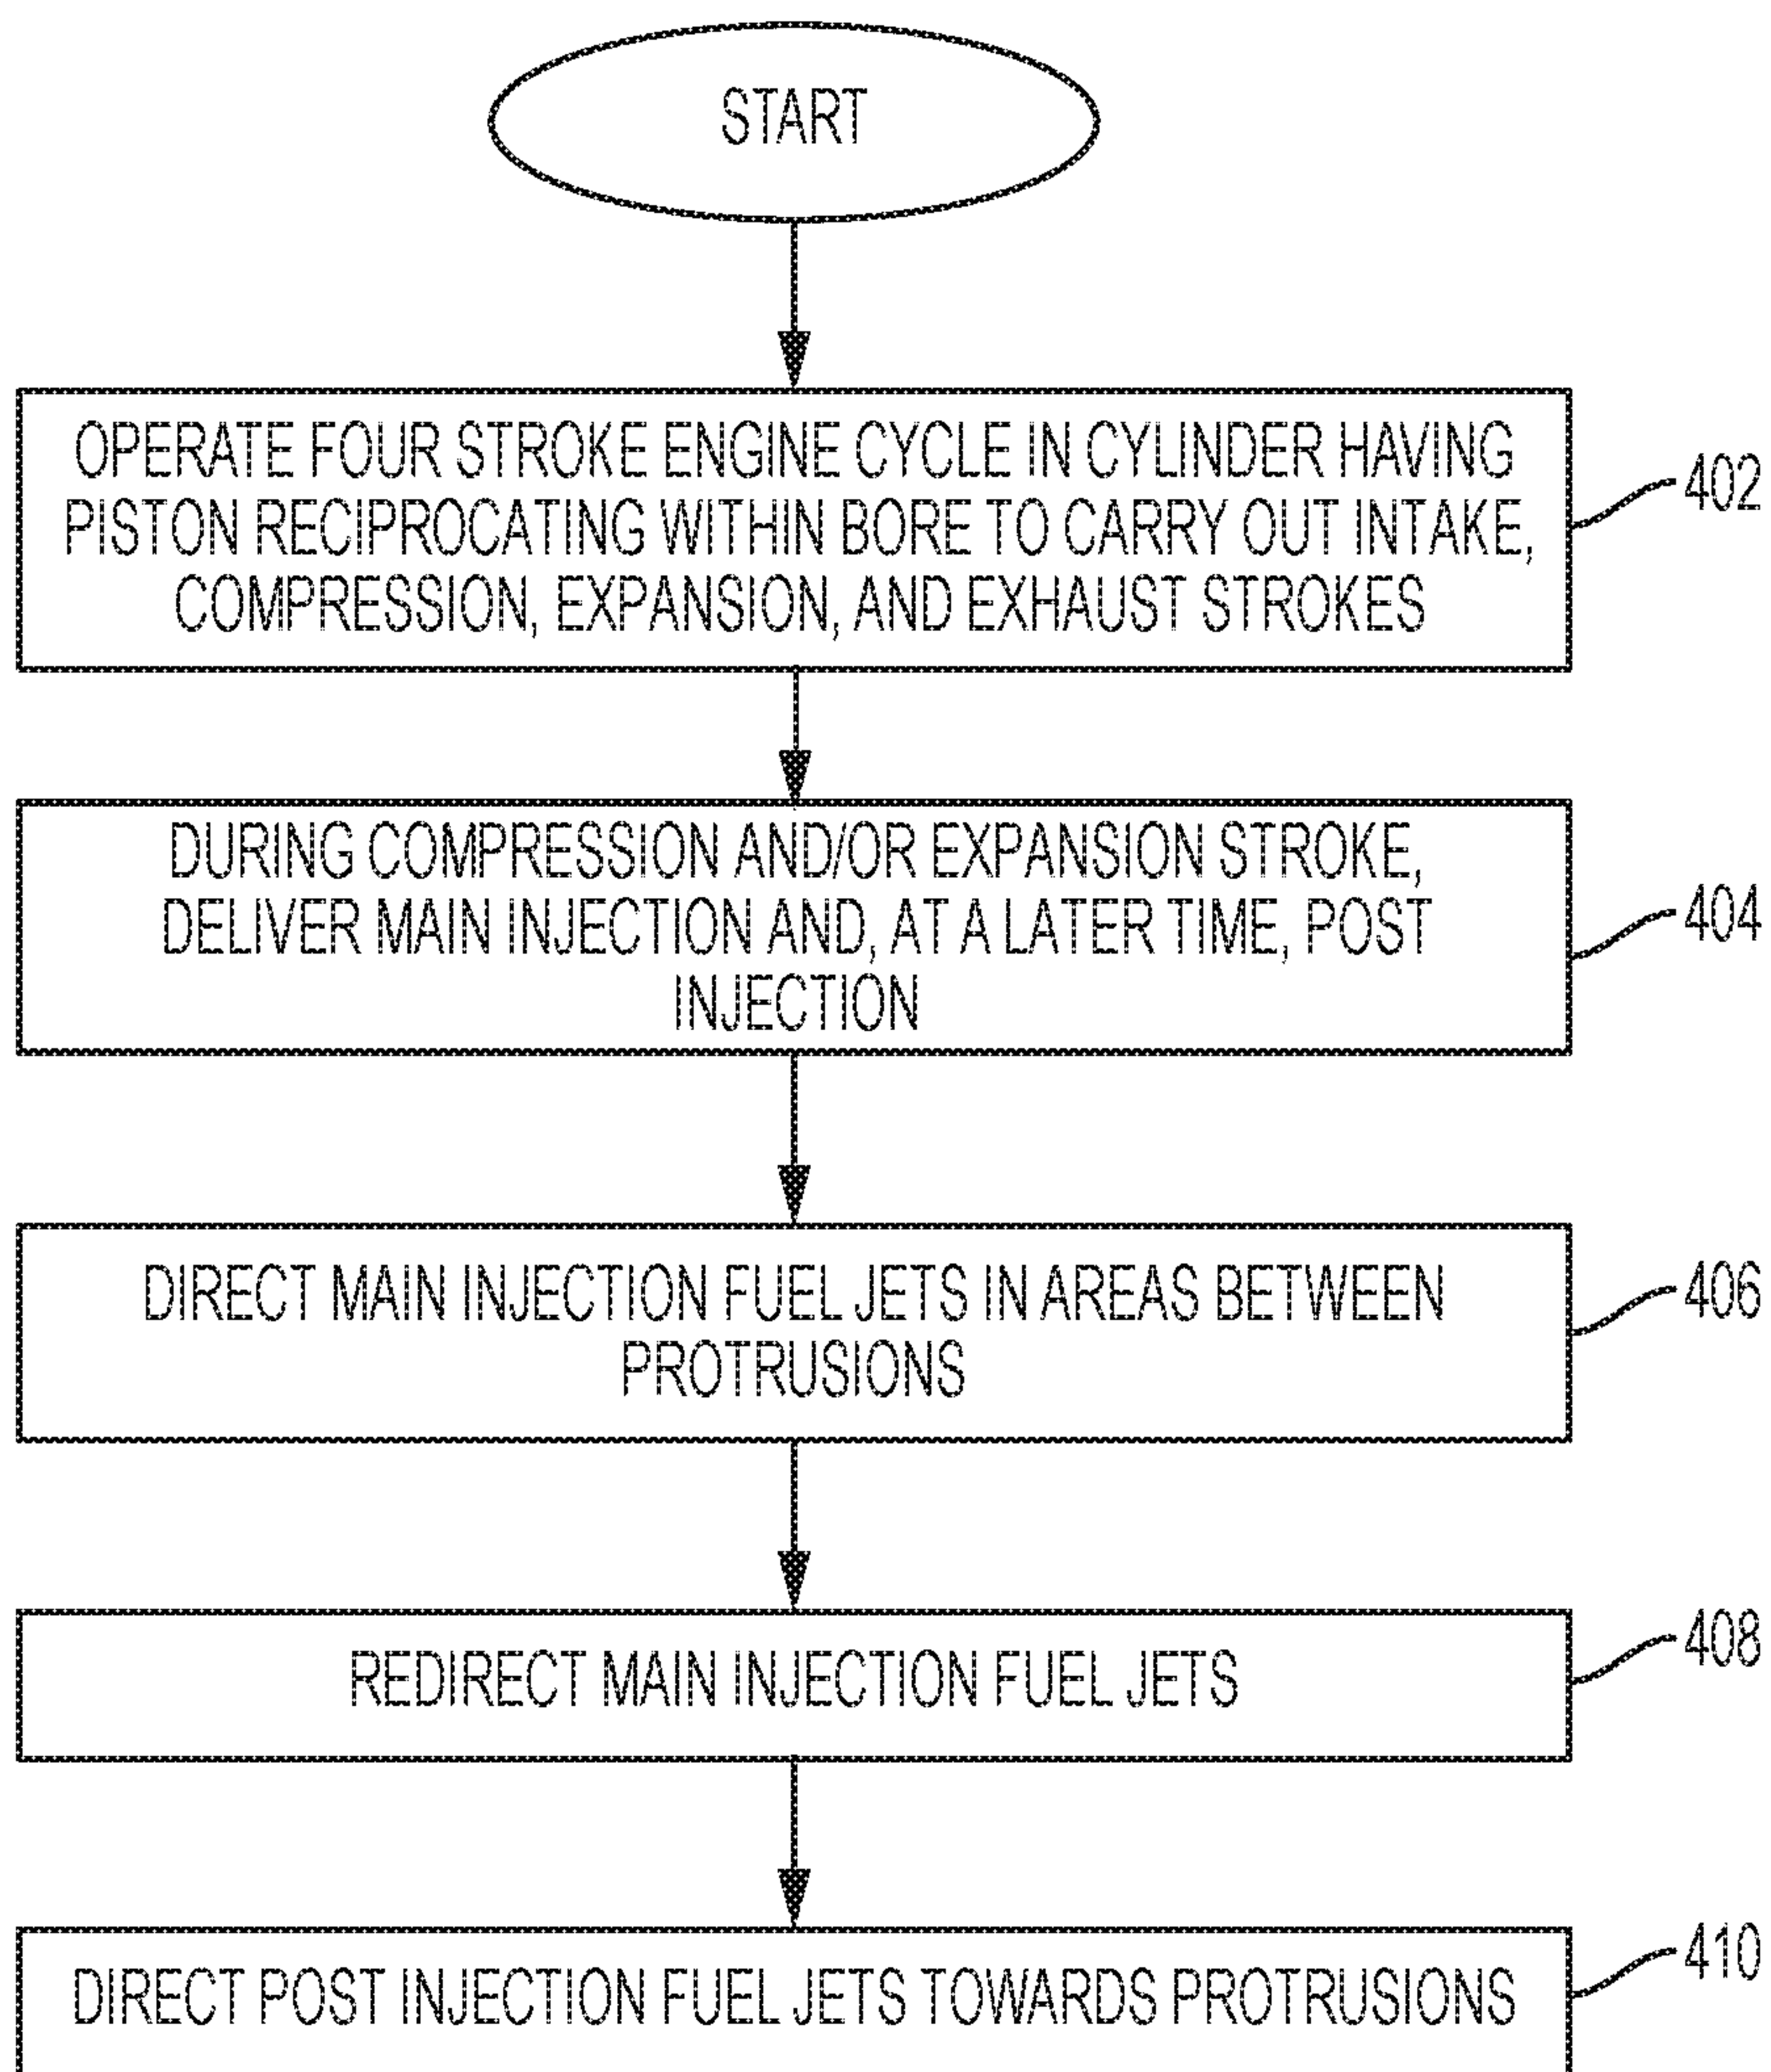 START
OPERATE FOUR STROKE ENGINE CYCLE IN CYLINDER HAVING
PISTON RECIPROCATING WITHIN BORE TO CARRY OUT INTAKE,
COMPRESSION, EXPANSION, AND EXHAUST STROKES
402
DURING COMPRESSION AND/OR EXPANSION STROKE,
DELIVER MAIN INJECTION AND, AT A LATER TIME, POST
INJECTION
404
DIRECT MAIN INJECTION FUEL JETS IN AREAS BETWEEN
PROTRUSIONS
406
REDIRECT MAIN INJECTION FUEL JETS
408
DIRECT POST INJECTION FUEL JETS TOWARDS PROTRUSIONS
410